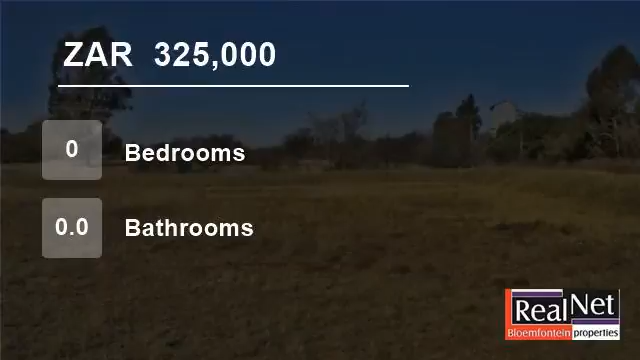 ZAR 325,000
0 Bedrooms
0.0 Bathrooms
RealNet
Bloemfontein properties